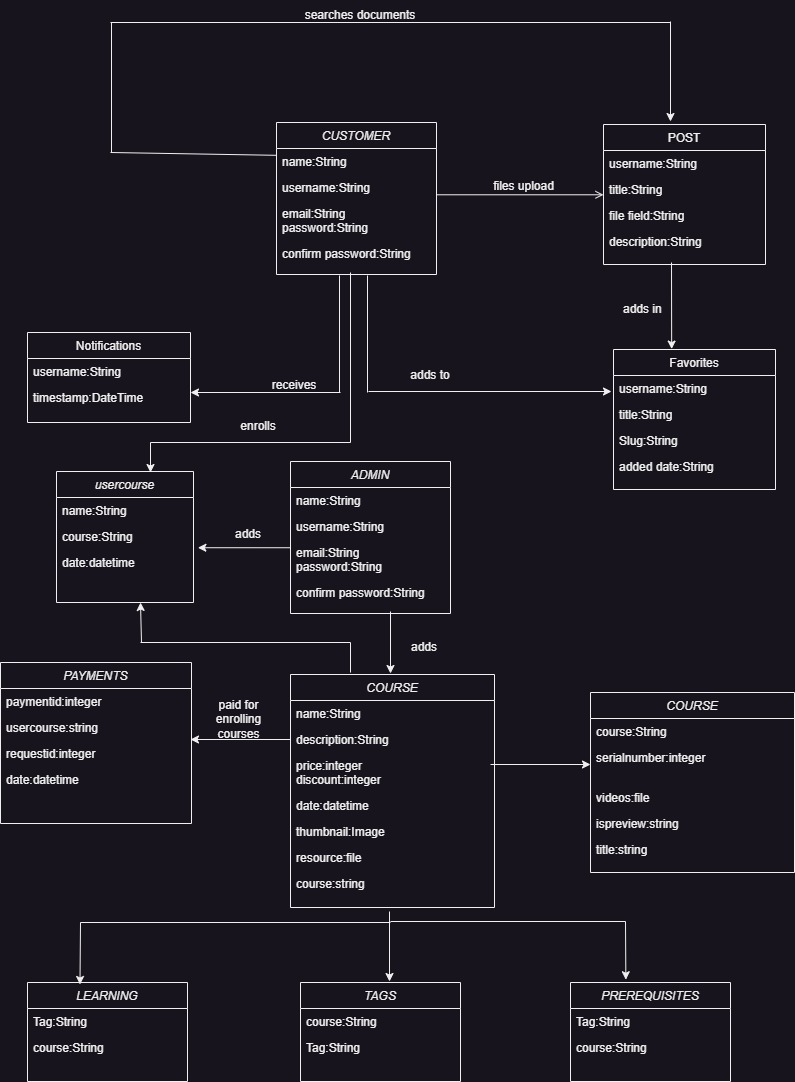 searches documents
CUSTOMER
name:String
username:String
email:String
password:String
confirm password:String
files upload
POST
username:String
title:String
file field:String
description:String
adds in
Notifications
username:String
timestamp:DateTime
receives
adds to
Favorites
username:String
title:String
Slug:String
added date:String
enrolls
usercourse
name:String
course:String
date:datetime
adds
ADMIN
name:String
username:String
email:String
password:String
confirm password:String
adds
PAYMENTS
paymentid:integer
usercourse:string
requestid:integer
date:datetime
paid for
enrolling
courses
COURSE
name:String
description:String
price:integer
discount:integer
date:datetime
thumbnail:Image
resource:file
course:string
COURSE
course:String
serialnumber:integer
videos:file
ispreview:string
title:string
LEARNING
Tag:String
course:String
TAGS
course:String
Tag:String
PREREQUISITES
Tag:String
course:String